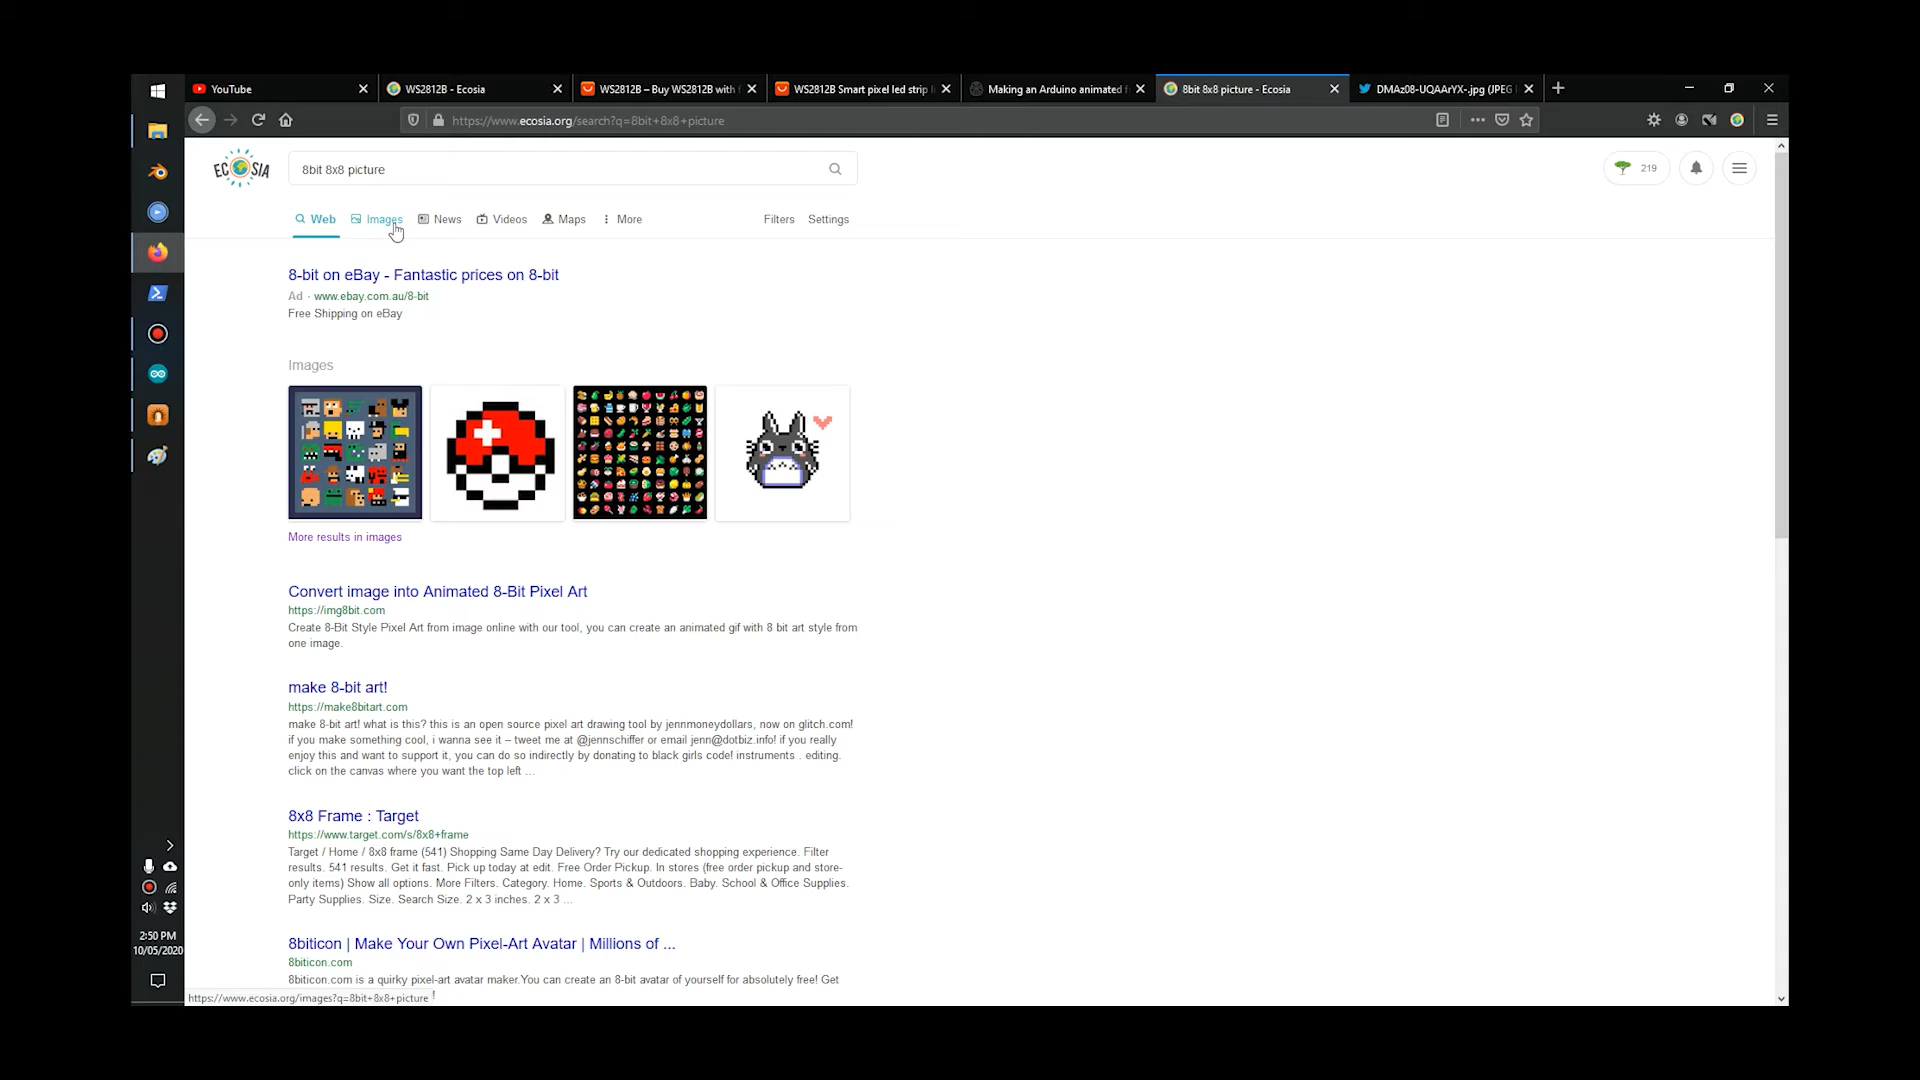 YouTube
WS2812B - Ecosia
WS2812B – Buy WS2812B with f
WS2812B Smart pixel led strip l
Making an Arduino animated f
8bit 8x8 picture - Ecosia
DMAz08-UQAArYX-.jpg (JPEG
https://www.ecosia.org/search?q=8bit+8x8+picture
ECOSIA
8bit 8x8 picture
219
Web
Images
News
Videos
Maps
More
Filters
Settings
8-bit on eBay - Fantastic prices on 8-bit
Ad · www.ebay.com.au/8-bit
Free Shipping on eBay
Images
More results in images
Convert image into Animated 8-Bit Pixel Art
https://img8bit.com
Create 8-Bit Style Pixel Art from image online with our tool, you can create an animated gif with 8 bit art style from
one image.
make 8-bit art!
https://make8bitart.com
make 8-bit art! what is this? this is an open source pixel art drawing tool by jennmoneydollars, now on glitch.com!
if you make something cool, i wanna see it – tweet me at @jennschiffer or email jenn@dotbiz.info! if you really
enjoy this and want to support it, you can do so indirectly by donating to black girls code! instruments . editing.
click on the canvas where you want the top left ...
8x8 Frame : Target
https://www.target.com/s/8x8+frame
Target / Home / 8x8 frame (541) Shopping Same Day Delivery? Try our dedicated shopping experience. Filter
results. 541 results. Get it fast. Pick up today at edit. Free Order Pickup. In stores (free order pickup and store-
only items) Show all options. More Filters. Category. Home. Sports & Outdoors. Baby. School & Office Supplies.
Party Supplies. Size. Search Size. 2 x 3 inches. 2 x 3 ...
8biticon | Make Your Own Pixel-Art Avatar | Millions of ...
8biticon.com
8biticon.com is a quirky pixel-art avatar maker.You can create an 8-bit avatar of yourself for absolutely free! Get
https://www.ecosia.org/images?q=8bit+8x8+picture
2:50 PM
10/05/2020